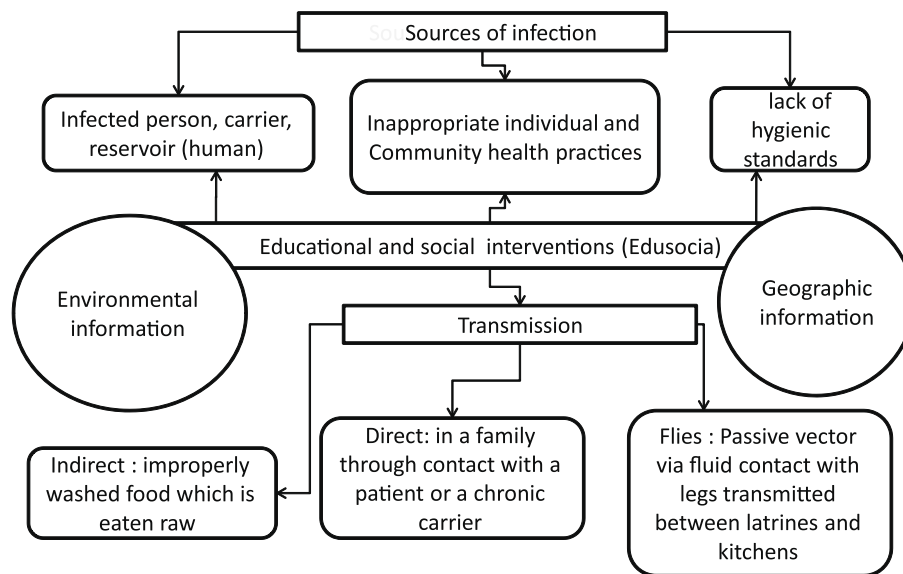 Sources of infection
Infected person, carrier,
reservoir (human)
Inappropriate individual and
Community health practices
lack of
hygienic
standards
Educational and social interventions (Edusocia)
Environmental
information
Geographic
information
Transmission
Indirect : improperly
washed food which is
eaten raw
Direct: in a family
through contact with a
patient or a chronic
carrier
Flies : Passive vector
via fluid contact with
legs transmitted
between latrines and
kitchens